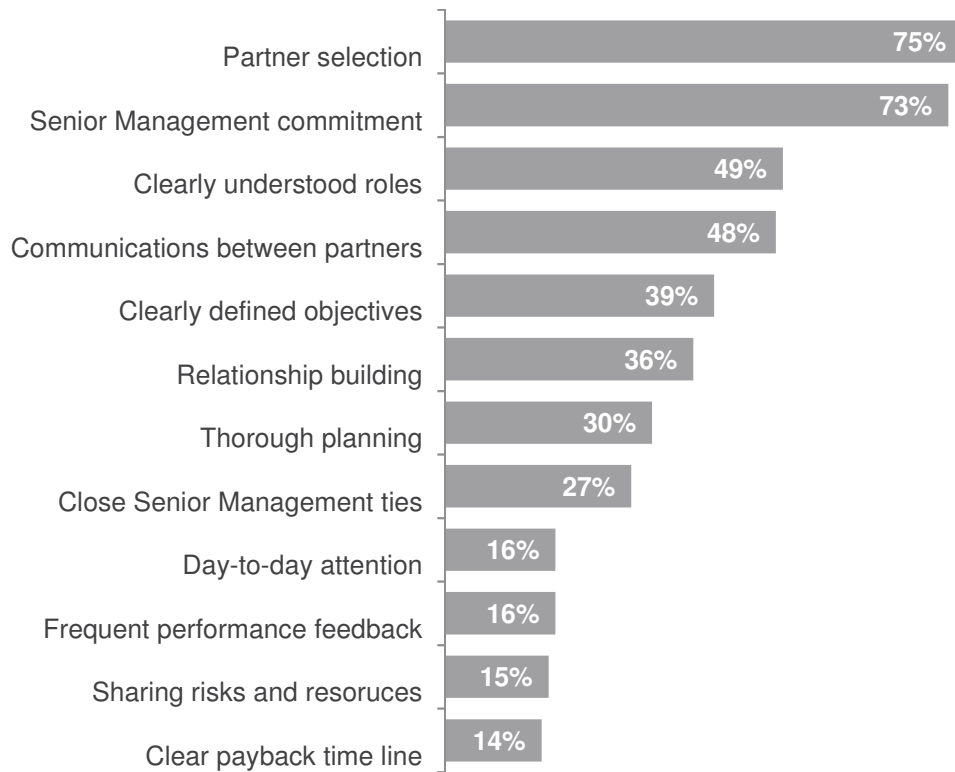 Partner selection 75%
Senior Management commitment 73%
Clearly understood roles 49%
Communications between partners 48%
Clearly defined objectives 39%
Relationship building 36%
Thorough planning 30%
Close Senior Management ties 27%
Day-to-day attention 16%
Frequent performance feedback 16%
Sharing risks and resoruces 15%
Clear payback time line 14%